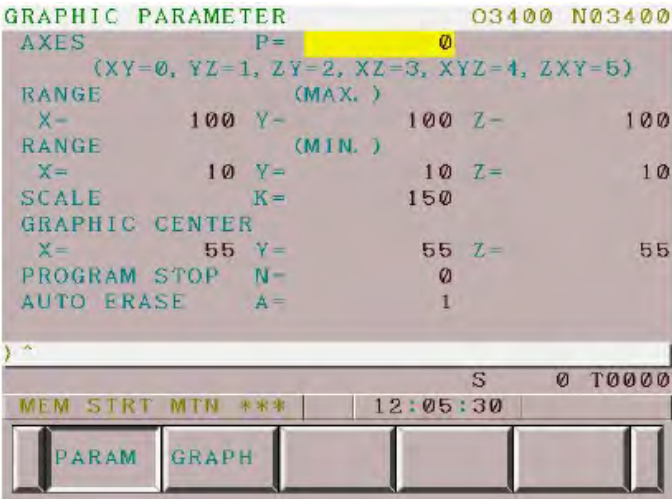 GRAPHIC PARAMETER O3400 N03400
AXES P= 0
(XY=0, YZ=1, ZY=2, XZ=3, XYZ=4, ZXY=5)
RANGE (MAX. )
X= 100 Y= 100 Z= 100
RANGE (MIN. )
X= 10 Y= 10 Z= 10
SCALE K= 150
GRAPHIC CENTER
X= 55 Y= 55 Z= 55
PROGRAM STOP N= 0
AUTO ERASE A= 1
) ^
S 0 T0000
MEM STRT MTN *** 12:05:30
PARAM GRAPH